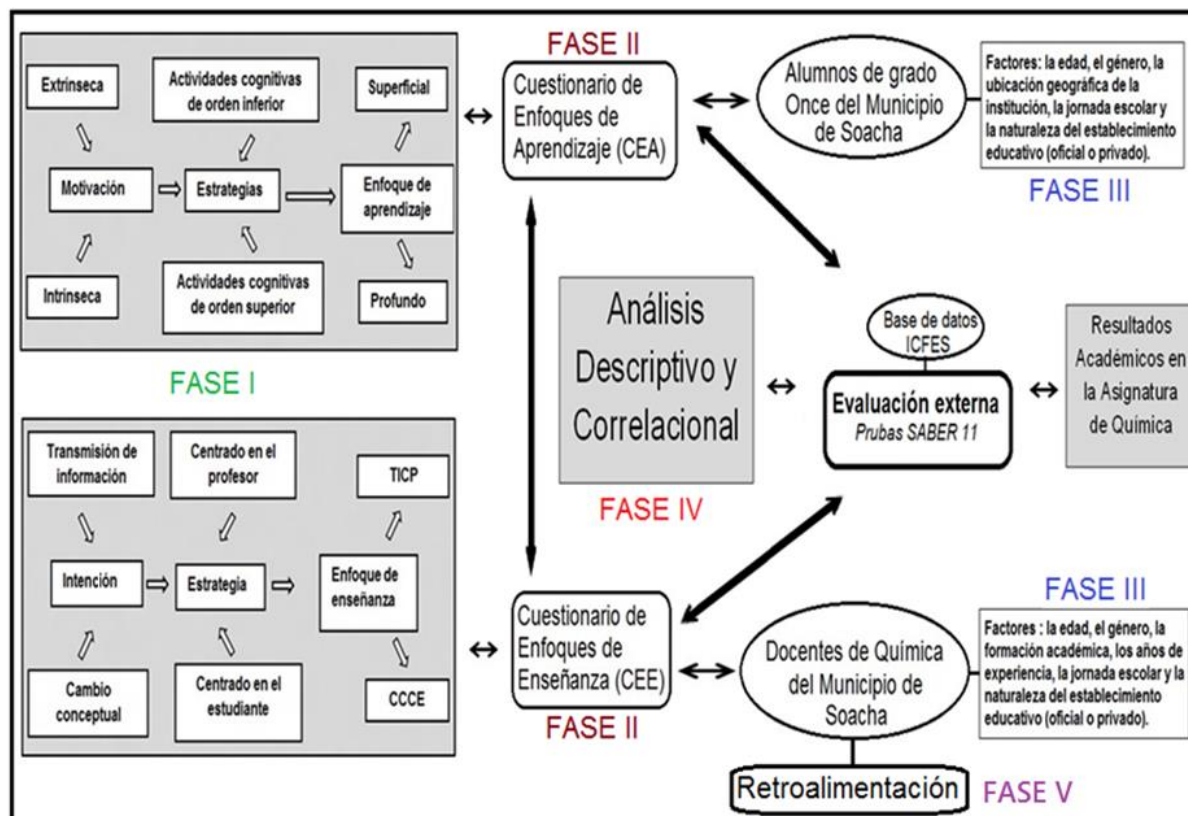 Extrínseca
Actividades cognitivas
de orden inferior
Superficial
Motivación
Estrategias
Enfoque de
aprendizaje
Intrínseca
Actividades cognitivas
de orden superior
Profundo
FASE I
FASE II
Cuestionario de
Enfoques de
Aprendizaje (CEA)
Alumnos de grado
Once del Municipio
de Soacha
Factores: la edad, el género, la
ubicación geográfica de la
institución, la jornada escolar y
la naturaleza del establecimiento
educativo (oficial o privado).
FASE III
Análisis
Descriptivo y
Correlacional
FASE IV
Base de datos
ICFES
Evaluación externa
Prubas SABER 11
Resultados
Académicos en
la Asignatura
de Química
Transmisión de
información
Centrado en el
profesor
TICP
Intención
Estrategia
Enfoque de
enseñanza
Cambio
conceptual
Centrado en el
estudiante
CCCE
Cuestionario de
Enfoques de
Enseñanza (CEE)
FASE II
Docentes de Química
del Municipio de
Soacha
FASE III
Factores : la edad, el género, la
formación académica, los años de
experiencia, la jornada escolar y la
naturaleza del establecimiento
educativo (oficial o privado).
Retroalimentación
FASE V